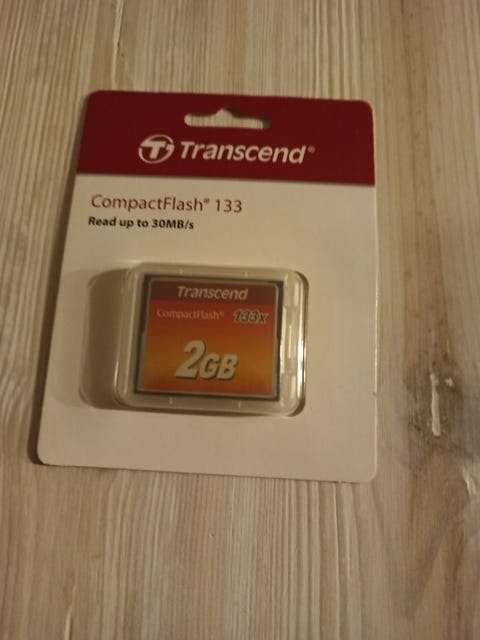 Transcend®
CompactFlash® 133
Read up to 30MB/s
Transcend
CompactFlash® 133x
2GB